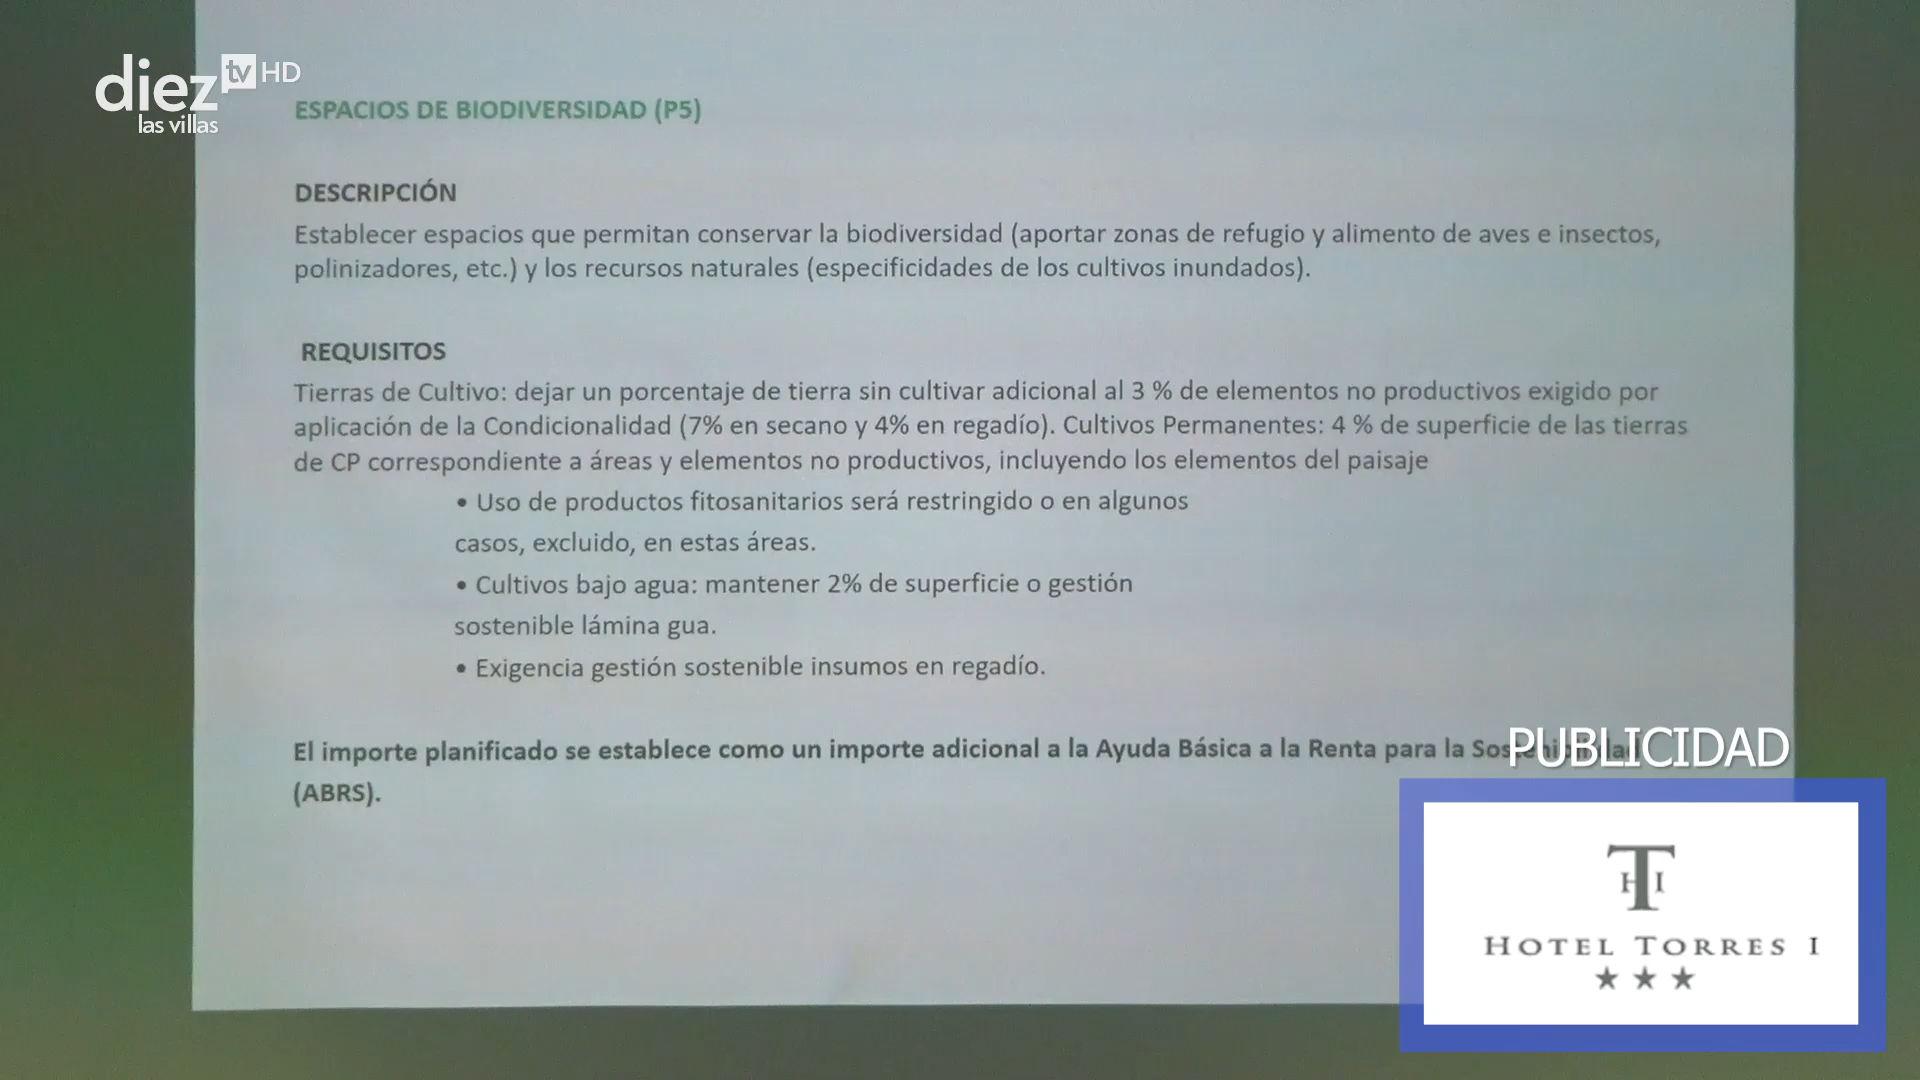 diez tv HD
las villas
ESPACIOS DE BIODIVERSIDAD (P5)
DESCRIPCIÓN
Establecer espacios que permitan conservar la biodiversidad (aportar zonas de refugio y alimento de aves e insectos,
polinizadores, etc.) y los recursos naturales (especificidades de los cultivos inundados).
REQUISITOS
Tierras de Cultivo: dejar un porcentaje de tierra sin cultivar adicional al 3 % de elementos no productivos exigido por
aplicación de la Condicionalidad (7% en secano y 4% en regadío). Cultivos Permanentes: 4 % de superficie de las tierras
de CP correspondiente a áreas y elementos no productivos, incluyendo los elementos del paisaje
• Uso de productos fitosanitarios será restringido o en algunos
casos, excluido, en estas áreas.
• Cultivos bajo agua: mantener 2% de superficie o gestión
sostenible lámina gua.
• Exigencia gestión sostenible insumos en regadío.
El importe planificado se establece como un importe adicional a la Ayuda Básica a la Renta para la
(ABRS).
PUBLICIDAD
THI
HOTEL TORRES I